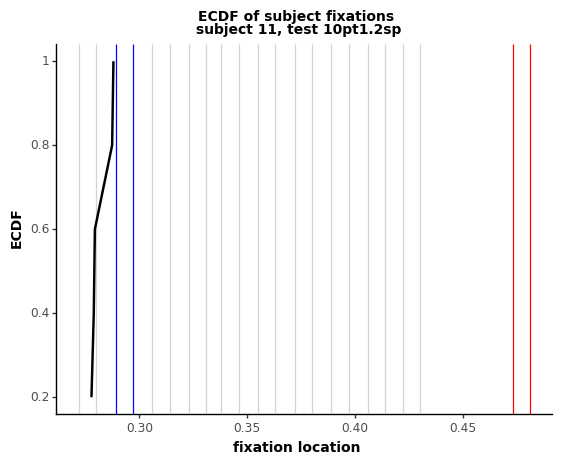 ECDF of subject fixations
subject 11, test 10pt1.2sp
1
0.8
0.6
0.4
0.2
ECDF
0.30 0.35 0.40 0.45
fixation location